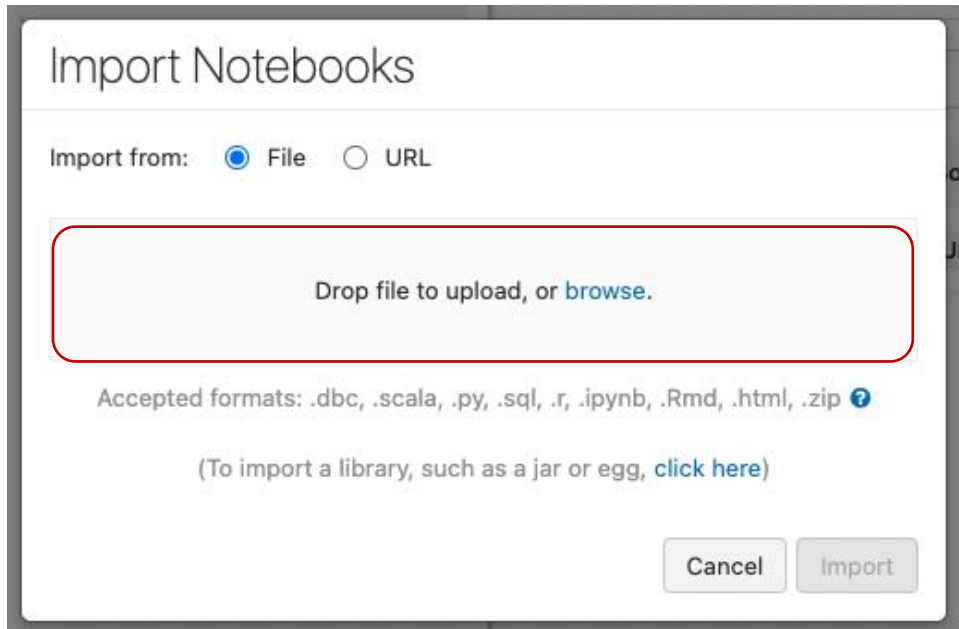 Import Notebooks
Import from: File URL
Drop file to upload, or browse.
Accepted formats: .dbc, .scala, .py, .sql, .r, .ipynb, .Rmd, .html, .zip ?
(To import a library, such as a jar or egg, click here)
Cancel Import